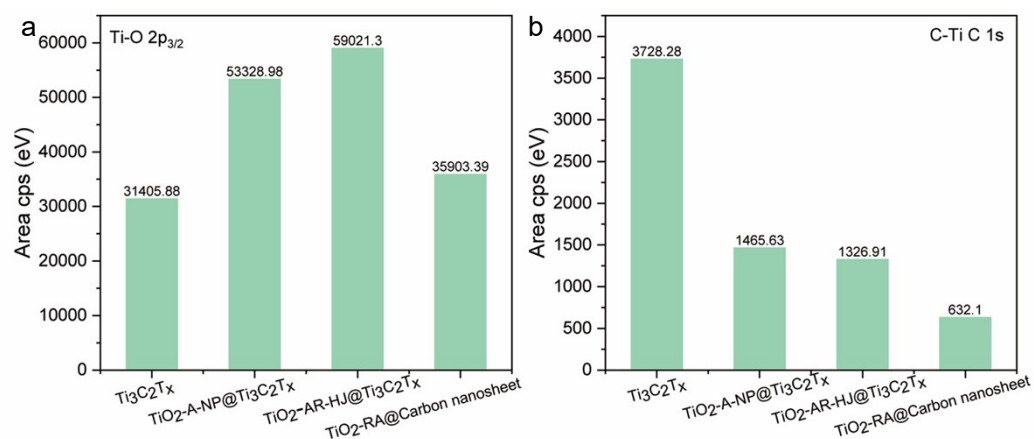 a
Ti-O 2p3/2
Area cps (eV)
60000
50000
40000
30000
20000
10000
0
31405.88
53328.98
59021.3
35903.39
Ti3C2Tx
TiO2-A-NP@Ti3C2Tx
TiO2-AR-HJ@Ti3C2Tx
TiO2-RA@Carbon nanosheet
b
C-Ti C 1s
Area cps (eV)
4000
3500
3000
2500
2000
1500
1000
500
0
3728.28
1465.63
1326.91
632.1
Ti3C2Tx
TiO2-A-NP@Ti3C2Tx
TiO2-AR-HJ@Ti3C2Tx
TiO2-RA@Carbon nanosheet